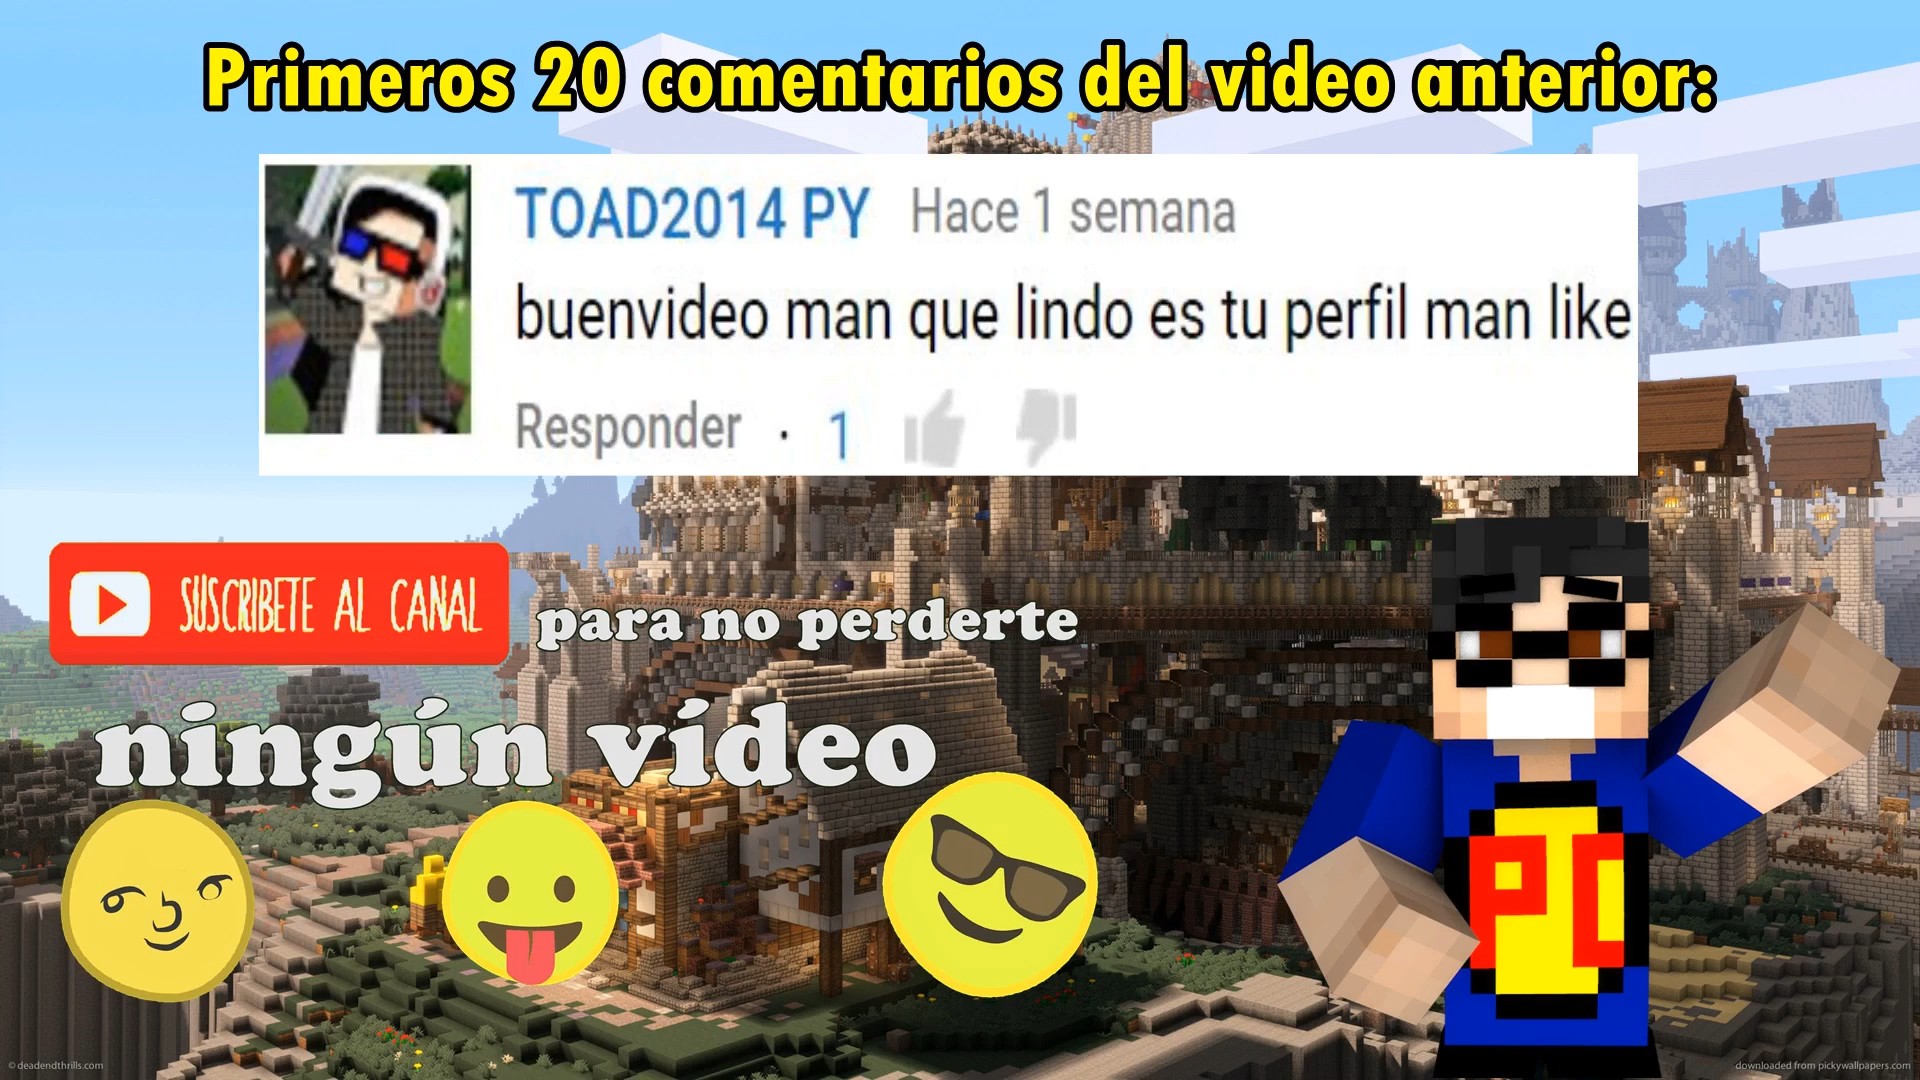 Primeros 20 comentarios del video anterior:
TOAD2014 PY Hace 1 semana
buenvideo man que lindo es tu perfil man like
Responder · 1
SUSCRIBETE AL CANAL
para no perderte
ningún vídeo
PC
© deadendthrills.com
downloaded from pickywallpapers.com